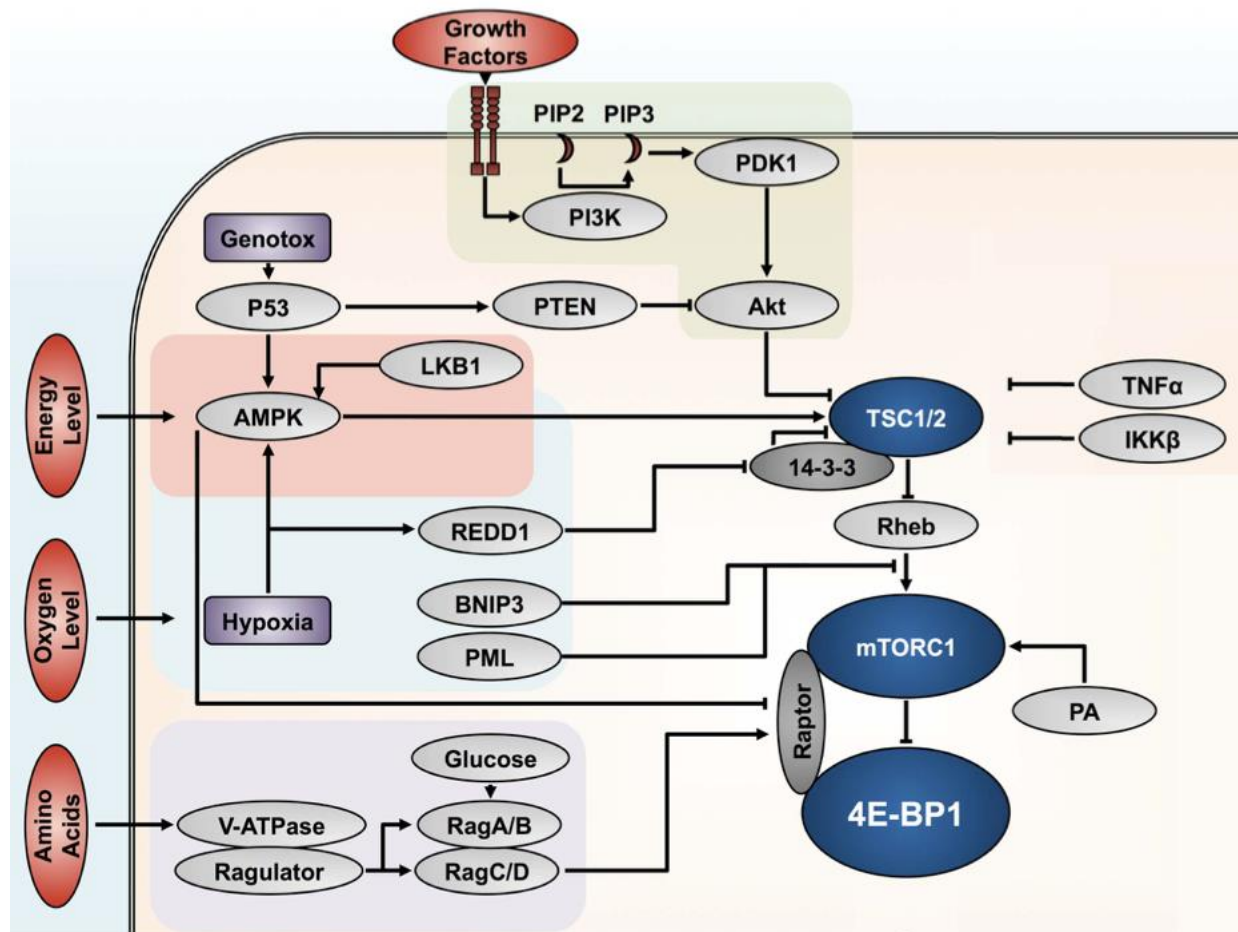 Growth
Factors
PIP2
PIP3
PDK1
PI3K
Genotox
P53
PTEN
Akt
LKB1
Energy
Level
AMPK
TSC1/2
TNFα
IKKβ
14-3-3
REDD1
Rheb
Oxygen
Level
Hypoxia
BNIP3
PML
mTORC1
PA
Raptor
Glucose
Amino
Acids
V-ATPase
RagA/B
4E-BP1
Ragulator
RagC/D